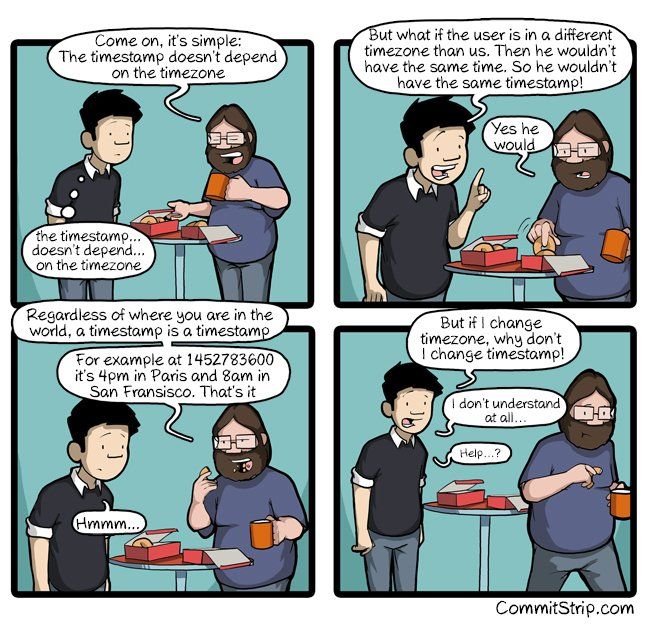 Come on, it's simple:
The timestamp doesn't depend
on the timezone
the timestamp...
doesn't depend...
on the timezone
But what if the user is in a different
timezone than us. Then he wouldn't
have the same time. So he wouldn't
have the same timestamp!
Yes he
would
Regardless of where you are in the
world, a timestamp is a timestamp
For example at 1452783600
it's 4pm in Paris and 8am in
San Fransisco. That's it
Hmmm...
But if I change
timezone, why don't
I change timestamp!
I don't understand
at all...
Help...?
CommitStrip.com